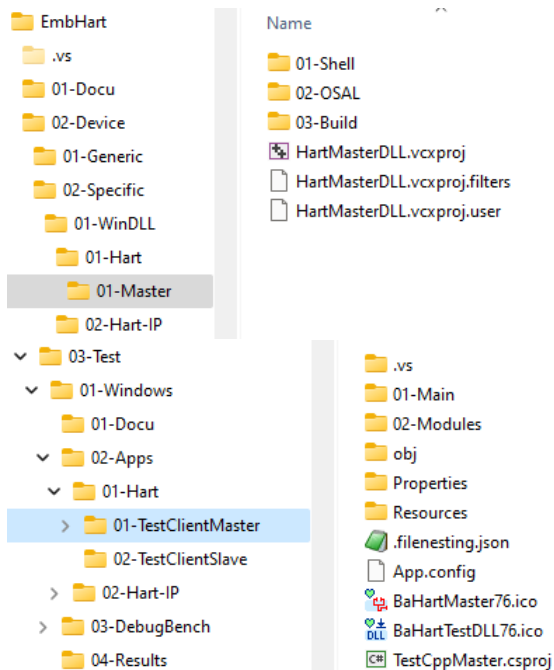 EmbHart
.vs
01-Docu
02-Device
01-Generic
02-Specific
01-WinDLL
01-Hart
01-Master
02-Hart-IP
Name
01-Shell
02-OSAL
03-Build
HartMasterDLL.vcxproj
HartMasterDLL.vcxproj.filters
HartMasterDLL.vcxproj.user
03-Test
01-Windows
01-Docu
02-Apps
01-Hart
01-TestClientMaster
02-TestClientSlave
02-Hart-IP
03-DebugBench
04-Results
.vs
01-Main
02-Modules
obj
Properties
Resources
.filenesting.json
App.config
BaHartMaster76.ico
DLL BaHartTestDLL76.ico
C# TestCppMaster.csproj